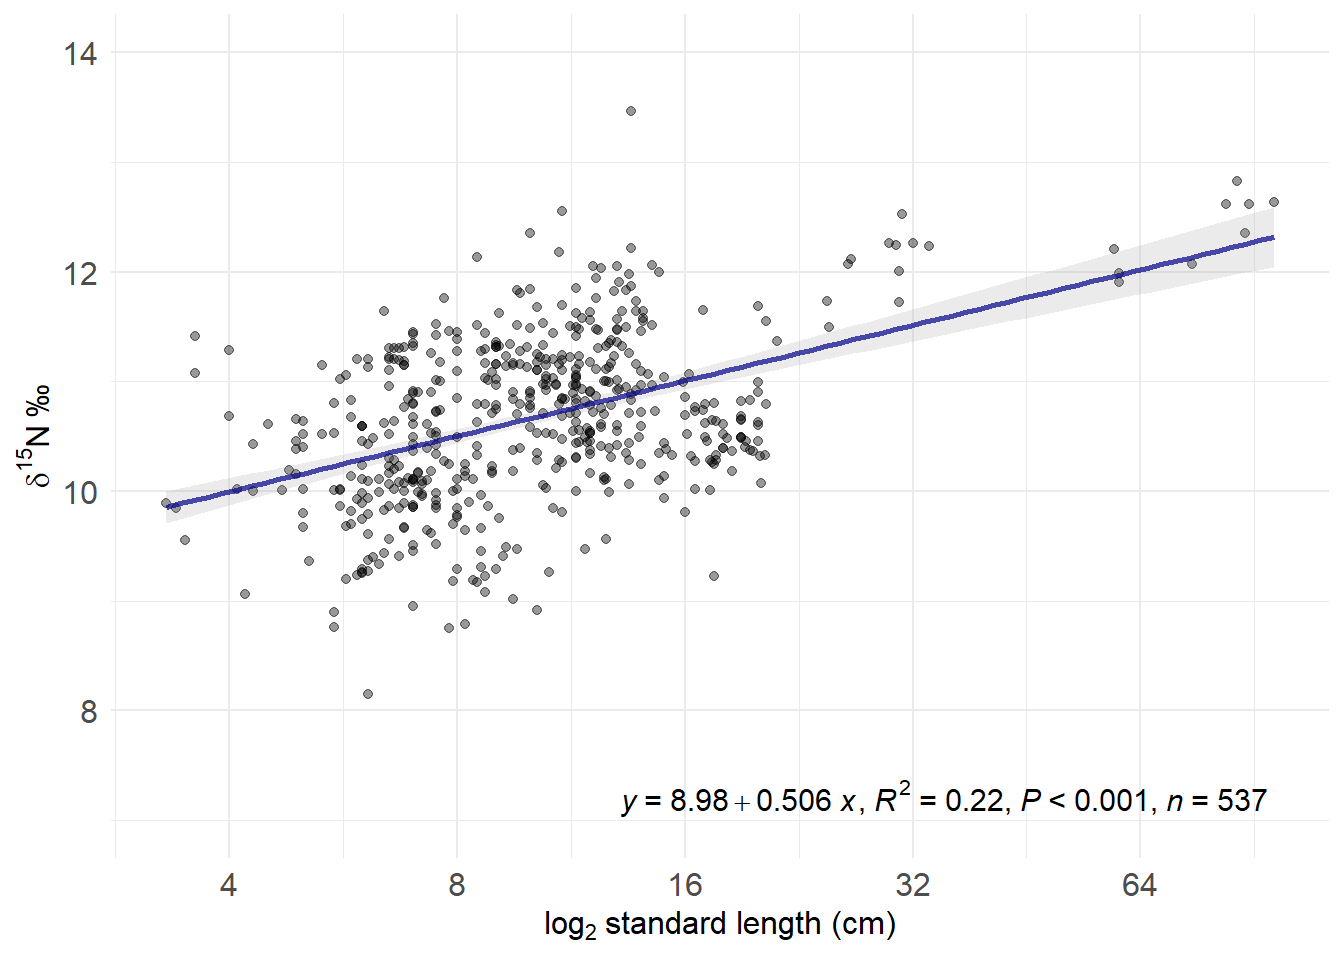 14
12
10
8
δ¹⁵N ‰
y = 8.98 + 0.506 x, R² = 0.22, P < 0.001, n = 537
4 8 16 32 64
log₂ standard length (cm)